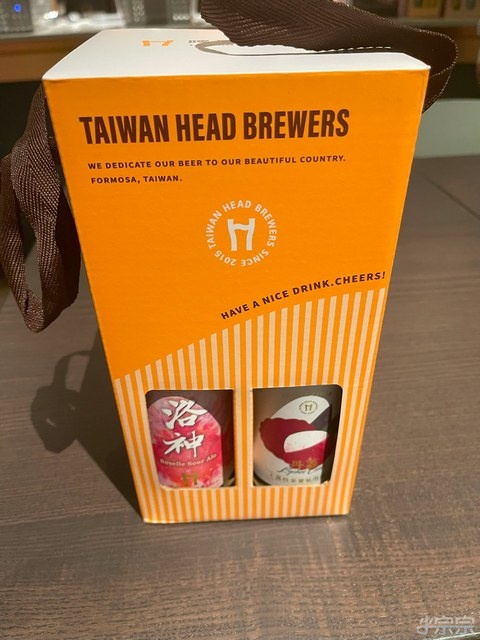 TAIWAN HEAD BREWERS
WE DEDICATE OUR BEER TO OUR BEAUTIFUL COUNTRY.
FORMOSA, TAIWAN.
TAIWAN HEAD BREWERS SINCE 2015
HAVE A NICE DRINK.CHEERS!
洛神
Roselle Sour Ale